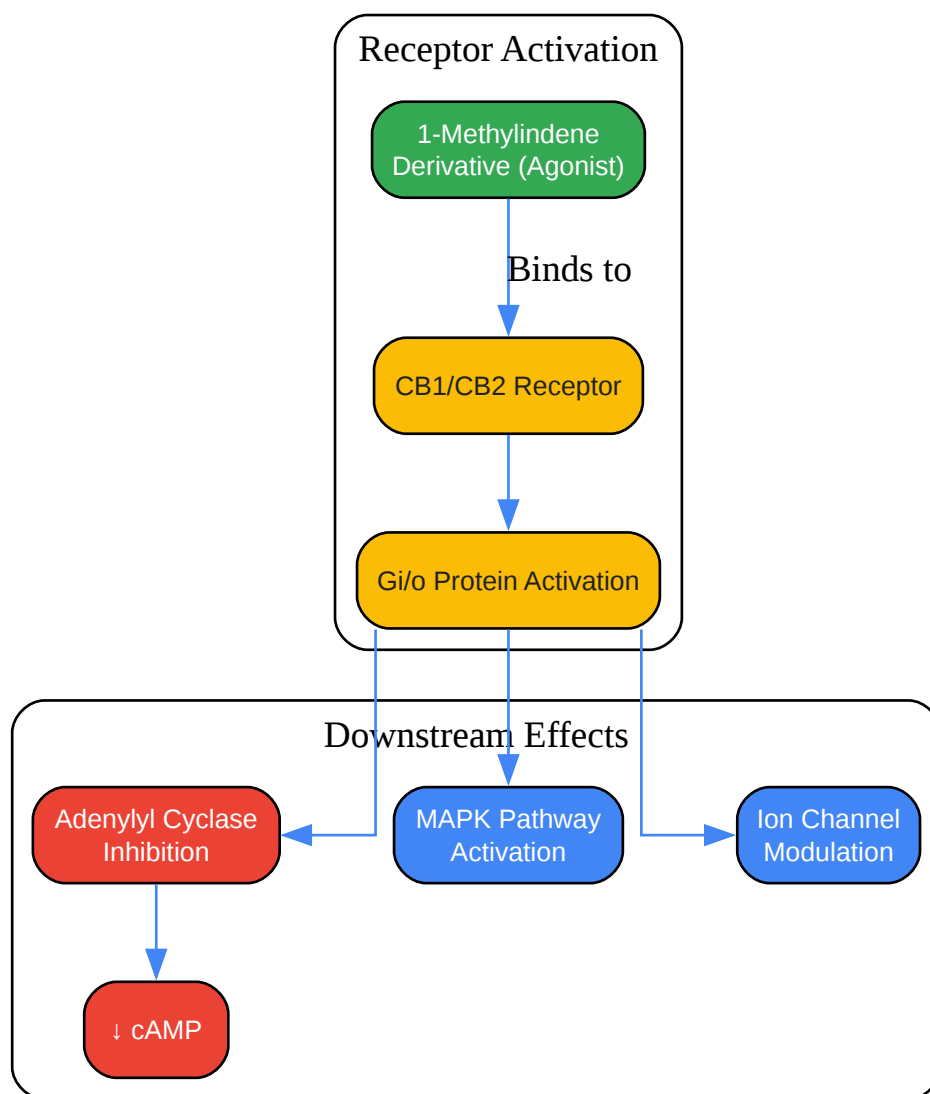 Receptor Activation
1-Methylindene
Derivative (Agonist)
Binds to
CB1/CB2 Receptor
Gi/o Protein Activation
Downstream Effects
Adenylyl Cyclase
Inhibition
MAPK Pathway
Activation
Ion Channel
Modulation
↓ cAMP